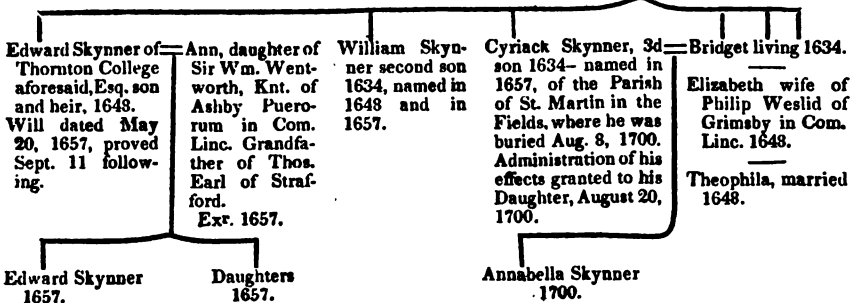 Edward Skynner of
Thornton College
aforesaid, Esq. son
and heir, 1648.
Will dated May
20, 1657, proved
Sept. 11 follow-
ing.
Ann, daughter of
Sir Wm. Went-
worth, Knt. of
Ashby Puero-
rum in Com.
Linc. Grandfa-
ther of Thos.
Earl of Straf-
ford.
Exr. 1657.
William Skyn-
ner second son
1634, named in
1648 and in
1657.
Cyriack Skynner, 3d
son 1634– named in
1657, of the Parish
of St. Martin in the
Fields, where he was
buried Aug. 8, 1700.
Administration of his
effects granted to his
Daughter, August 20,
1700.
Bridget living 1634.
Elizabeth wife of
Philip Weslid of
Grimsby in Com.
Linc. 1648.
Theophila, married
1648.
Edward Skynner
1657.
Daughters
1657.
Annabella Skynner
1700.